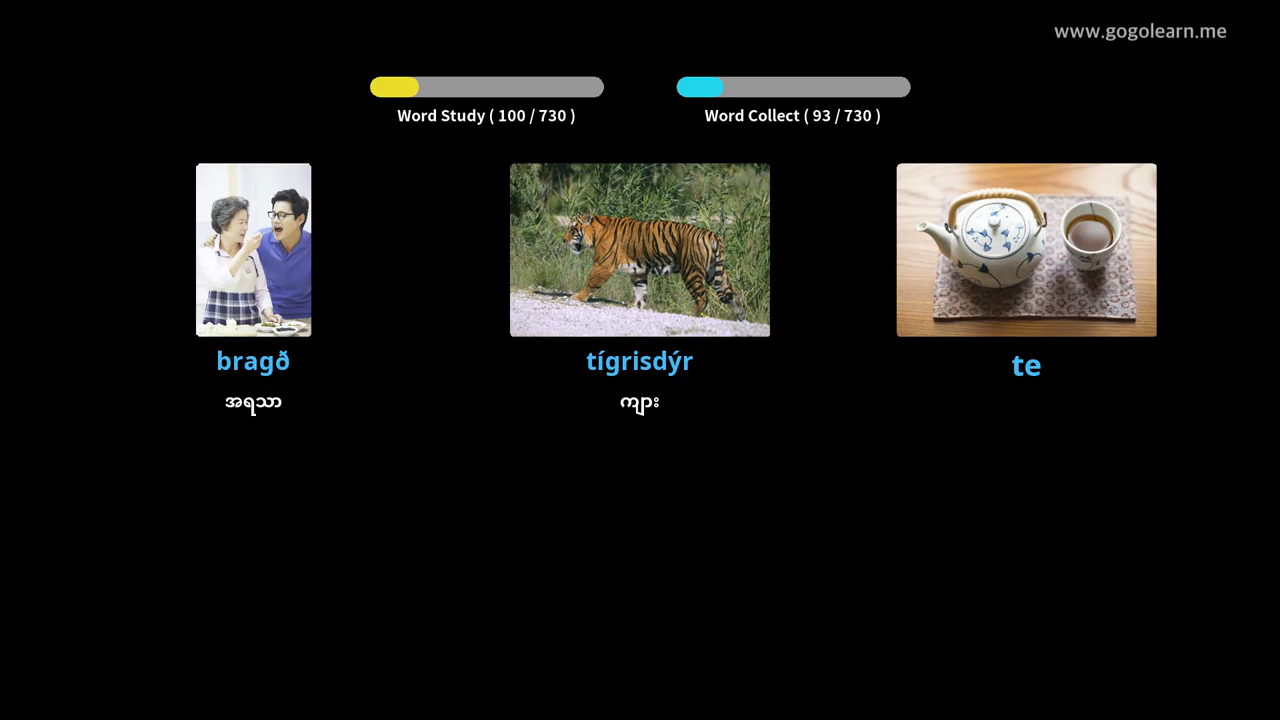 www.gogolearn.me
Word Study ( 100 / 730 )
Word Collect ( 93 / 730 )
bragð
tígrisdýr
te
အရသာ
ကျား